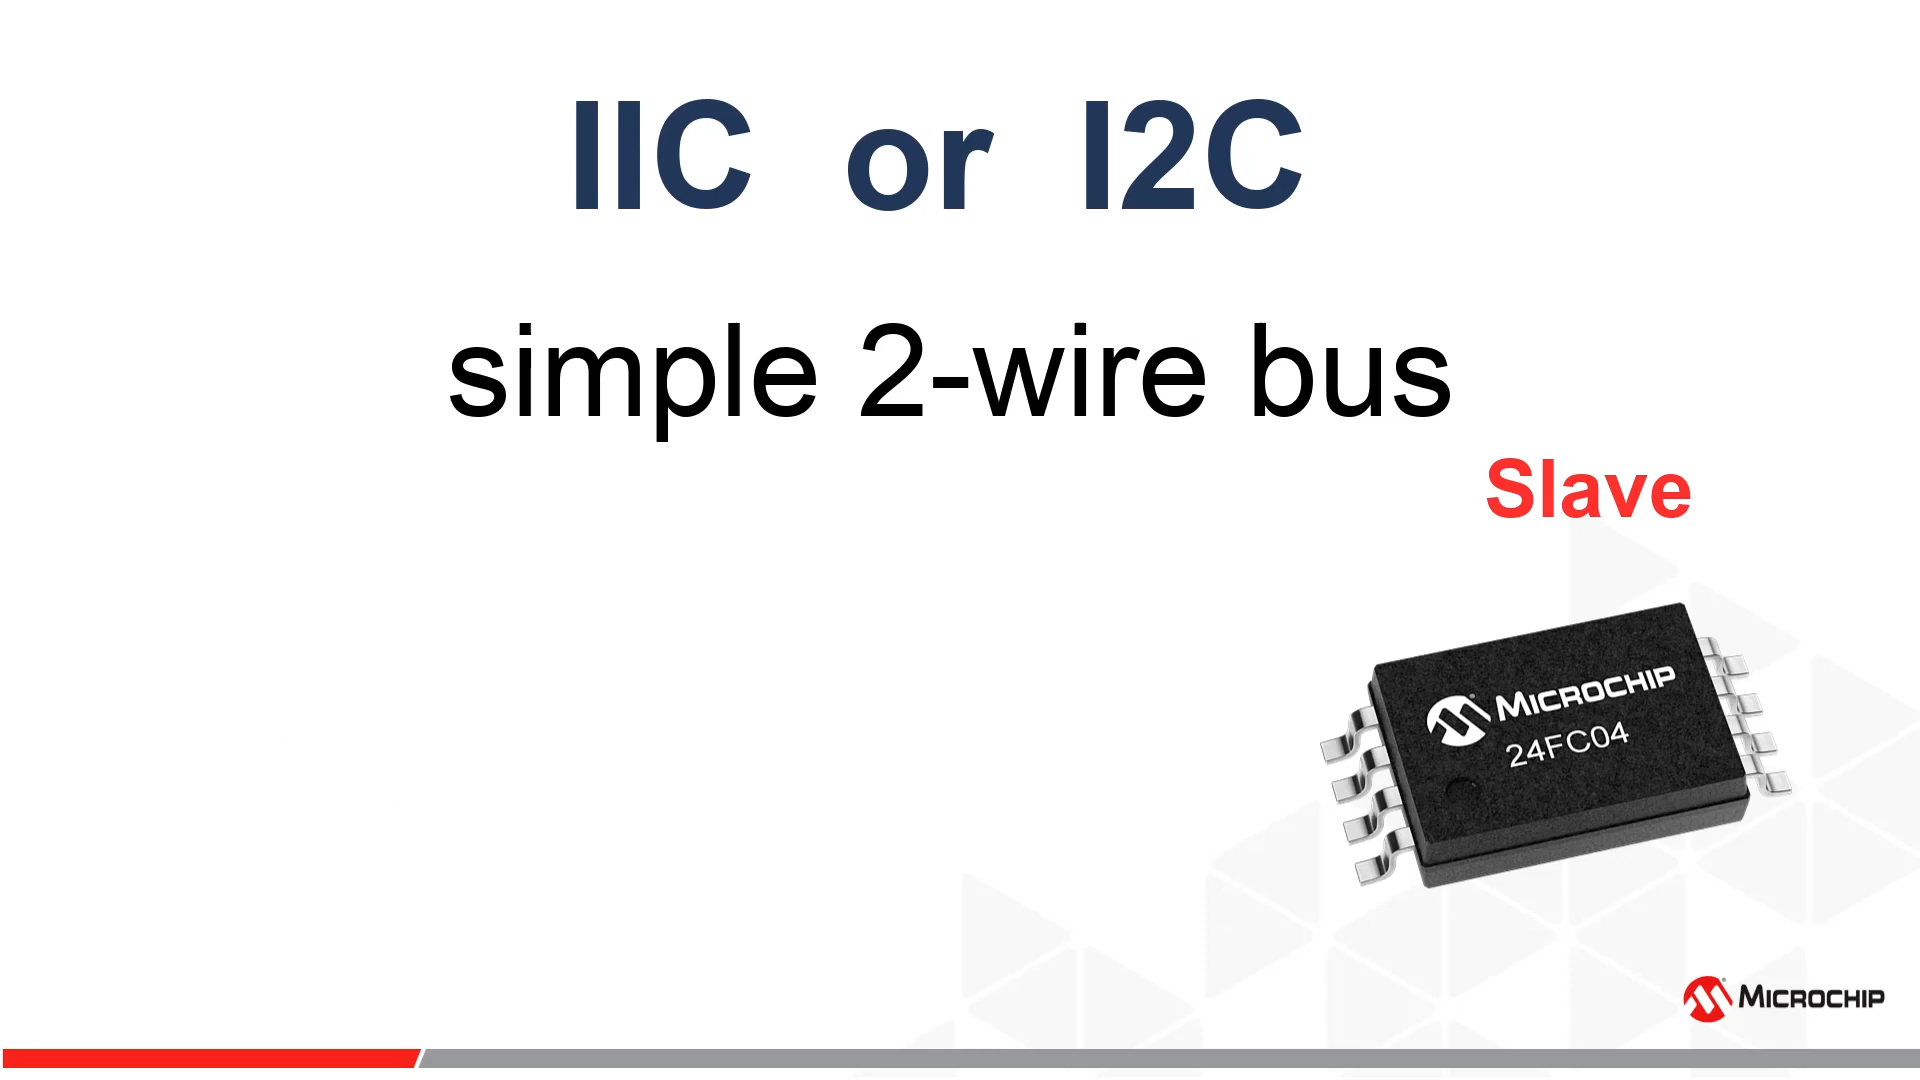 IIC or I2C
simple 2-wire bus
Slave
MICROCHIP
24FC04
MICROCHIP